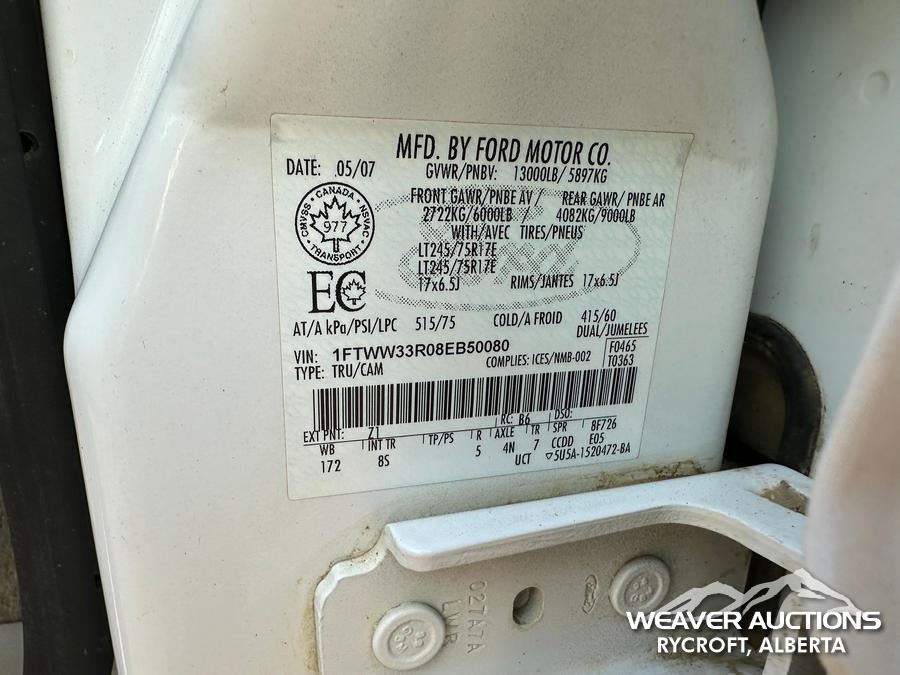 MFD. BY FORD MOTOR CO.
DATE: 05/07 GVWR/PNBV: 13000LB/ 5897KG
FRONT GAWR/PNBE AV / REAR GAWR/ PNBE AR
2722KG/6000LB / 4082KG/9000LB
WITH/AVEC TIRES/PNEUS
LT245/75R17E
LT245/75R17E
17x6.5J RIMS/JANTES 17x6.5J
CANADA
CMVSS NSVAC
977
TRANSPORT
EC
AT/A kPa/PSI/LPC 515/75 COLD/A FROID 415/60
DUAL/JUMELEES
VIN: 1FTWW33R08EB50080 F0465
TYPE: TRU/CAM COMPLIES: ICES/NMB-002 T0363
EXT PNT: Z1 RC: B6 DSO:
WB INT TR TP/PS R AXLE TR SPR 8F726
172 8S 5 4N 7 CCDD E05
UCT ▽5U5A-1520472-BA
027A7A
LWR
WEAVER AUCTIONS
RYCROFT, ALBERTA